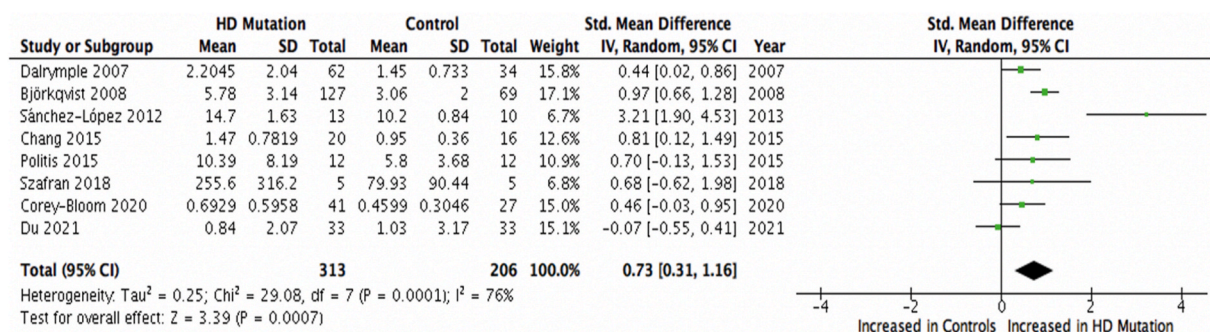 HD Mutation Control Std. Mean Difference Std. Mean Difference
Study or Subgroup Mean SD Total Mean SD Total Weight IV, Random, 95% CI Year IV, Random, 95% CI
Dalrymple 2007 2.2045 2.04 62 1.45 0.733 34 15.8% 0.44 [0.02, 0.86] 2007
Björkqvist 2008 5.78 3.14 127 3.06 2 69 17.1% 0.97 [0.66, 1.28] 2008
Sánchez-López 2012 14.7 1.63 13 10.2 0.84 10 6.7% 3.21 [1.90, 4.53] 2013
Chang 2015 1.47 0.7819 20 0.95 0.36 16 12.6% 0.81 [0.12, 1.49] 2015
Politis 2015 10.39 8.19 12 5.8 3.68 12 10.9% 0.70 [-0.13, 1.53] 2015
Szafran 2018 255.6 316.2 5 79.93 90.44 5 6.8% 0.68 [-0.62, 1.98] 2018
Corey-Bloom 2020 0.6929 0.5958 41 0.4599 0.3046 27 15.0% 0.46 [-0.03, 0.95] 2020
Du 2021 0.84 2.07 33 1.03 3.17 33 15.1% -0.07 [-0.55, 0.41] 2021
Total (95% CI) 313 206 100.0% 0.73 [0.31, 1.16]
Heterogeneity: Tau² = 0.25; Chi² = 29.08, df = 7 (P = 0.0001); I² = 76%
Test for overall effect: Z = 3.39 (P = 0.0007)
-4 -2 0 2 4
Increased in Controls Increased in HD Mutation